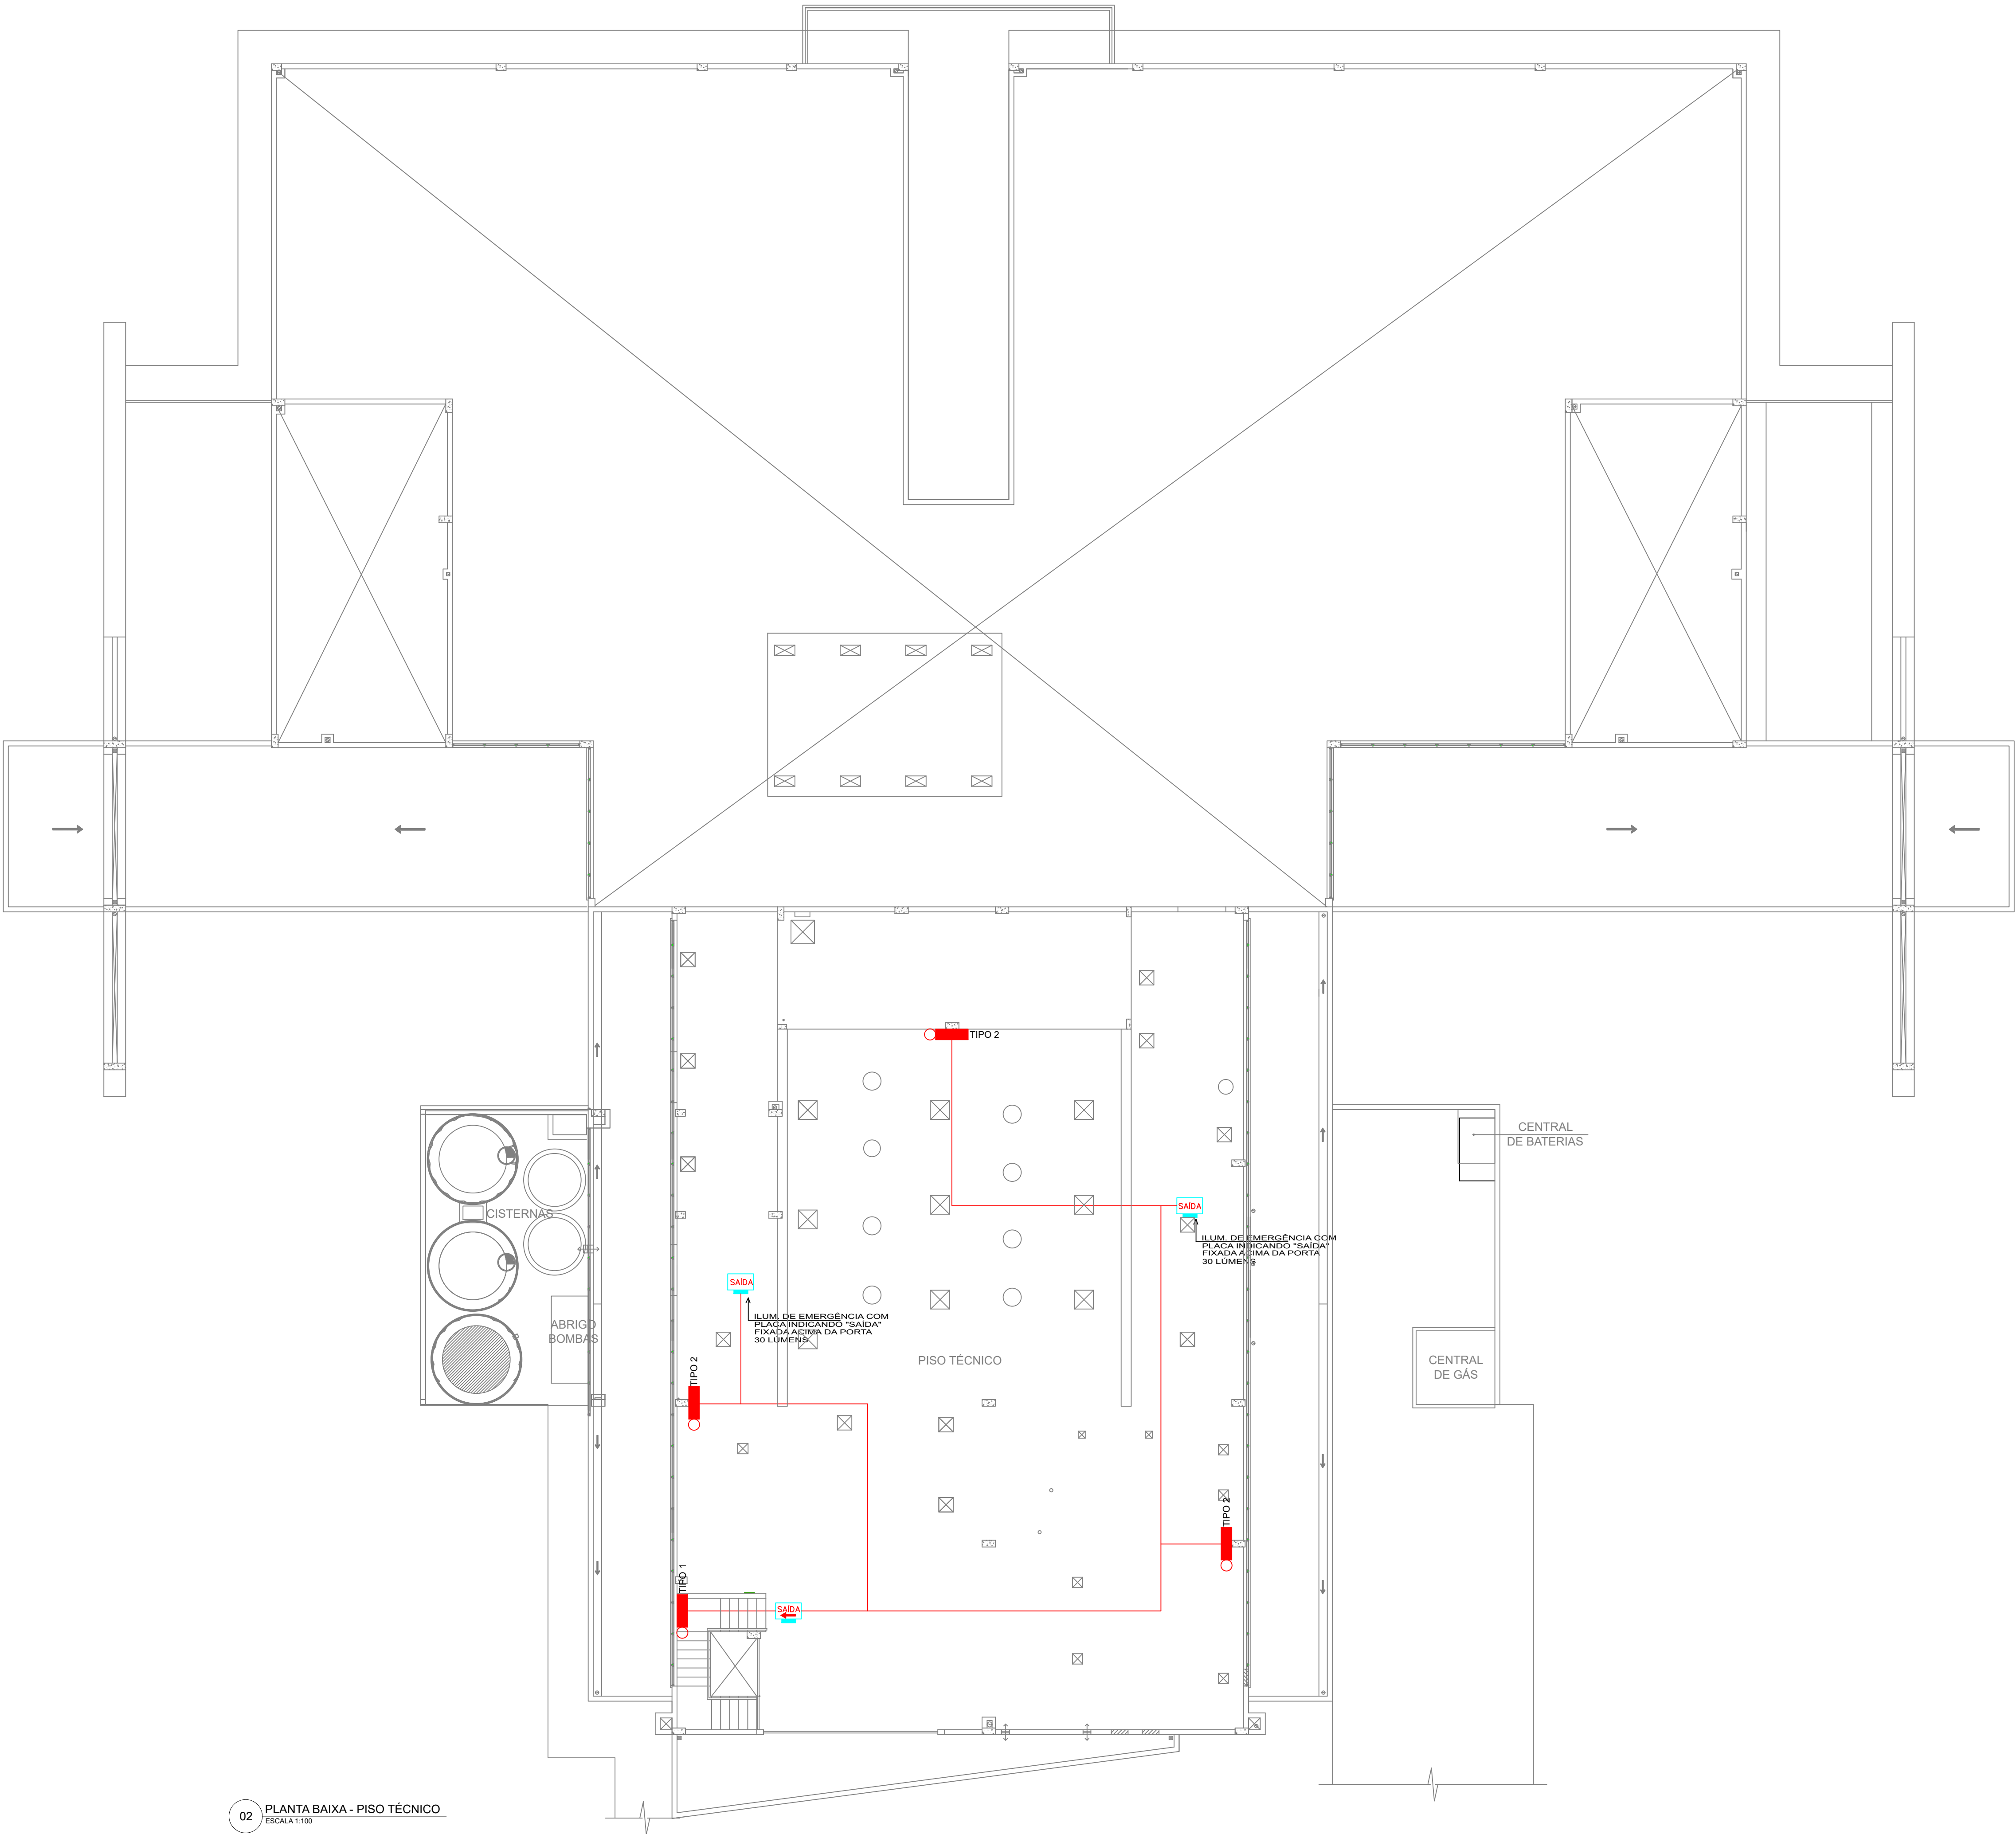 TIPO 2
CENTRAL
DE BATERIAS
SAÍDA
CISTERNAS
ILUM. DE EMERGÊNCIA COM
PLACA INDICANDO "SAÍDA"
FIXADA ACIMA DA PORTA
30 LÚMENS
SAÍDA
ILUM. DE EMERGÊNCIA COM
PLACA INDICANDO "SAÍDA"
FIXADA ACIMA DA PORTA
30 LÚMENS
ABRIGO
BOMBAS
PISO TÉCNICO
CENTRAL
DE GÁS
TIPO 2
TIPO 2
TIPO 1
SAÍDA
02
PLANTA BAIXA - PISO TÉCNICO
ESCALA 1:100